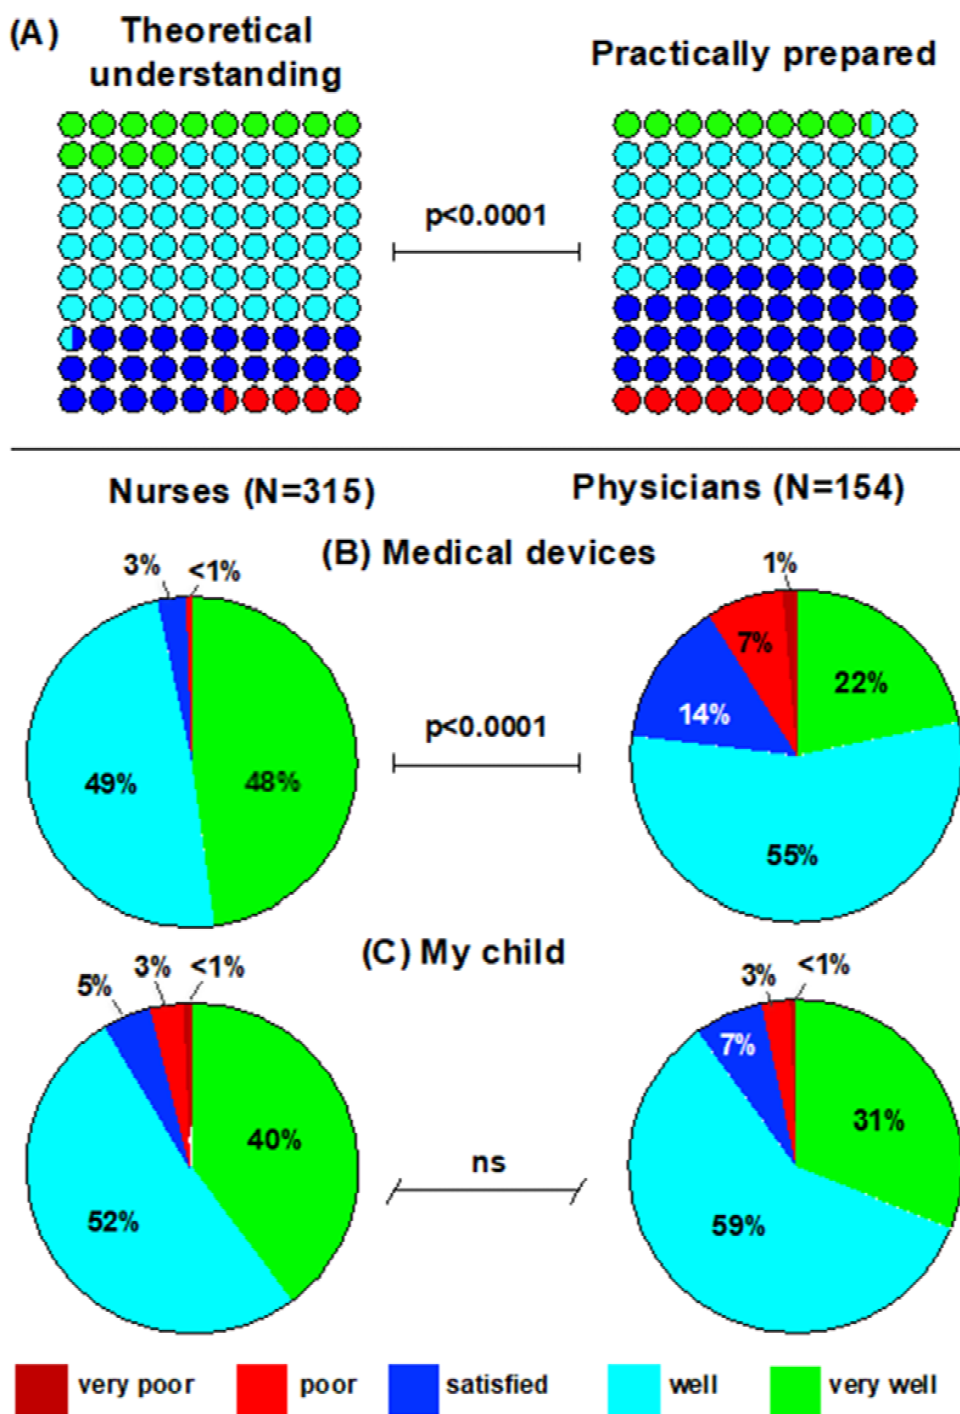 (A) Theoretical understanding
Practically prepared
p<0.0001
Nurses (N=315)
Physicians (N=154)
(B) Medical devices
3%
<1%
49%
48%
p<0.0001
1%
7%
22%
14%
55%
(C) My child
5%
3%
<1%
40%
52%
ns
3%
<1%
7%
31%
59%
very poor
poor
satisfied
well
very well